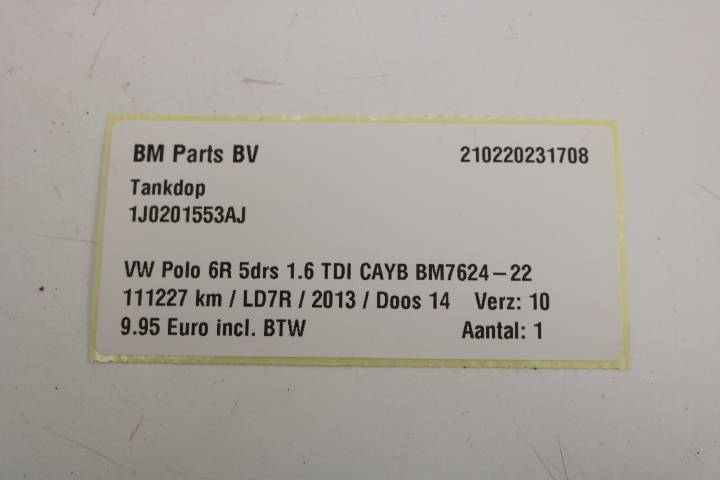 BM Parts BV 210220231708
Tankdop
1J0201553AJ
VW Polo 6R 5drs 1.6 TDI CAYB BM7624-22
111227 km / LD7R / 2013 / Doos 14 Verz: 10
9.95 Euro incl. BTW Aantal: 1